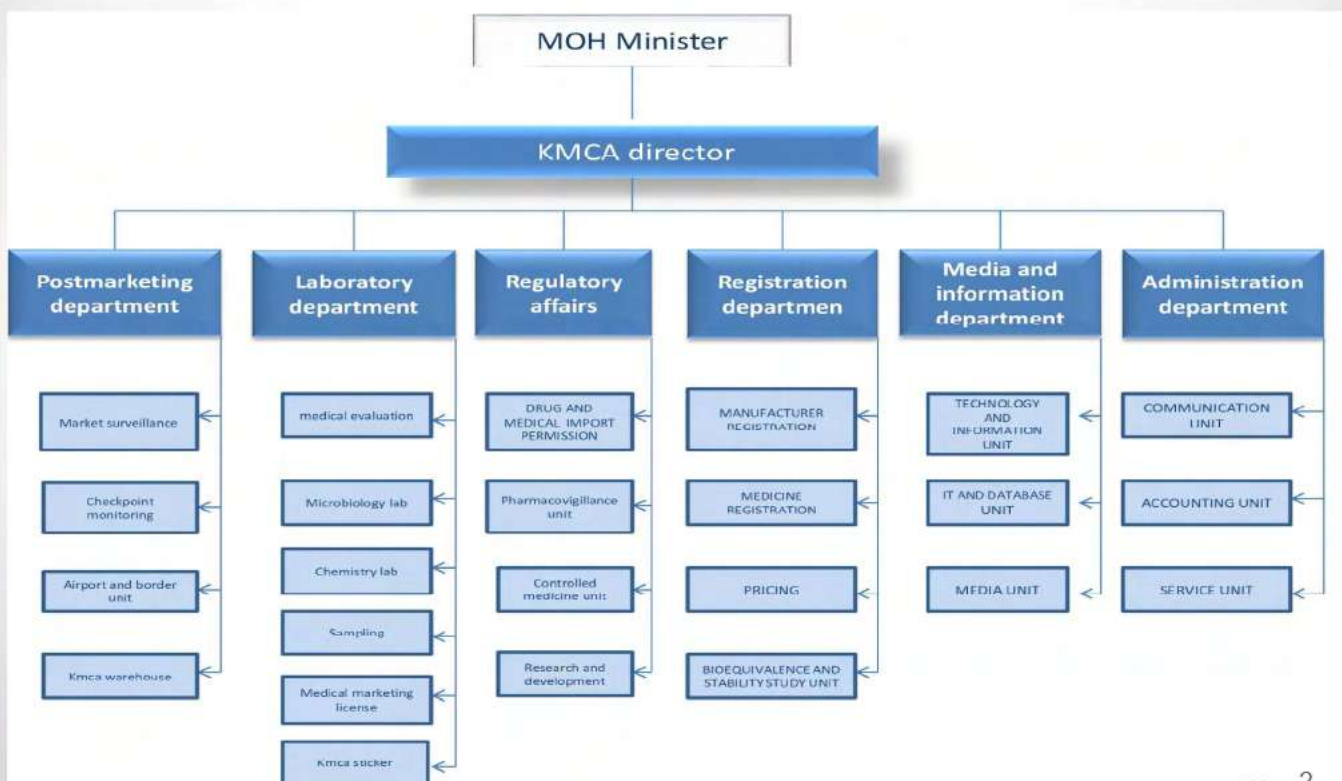 MOH Minister
KMCA director
Postmarketing
department
Market surveillance
Checkpoint
monitoring
Airport and border
unit
Kmca warehouse
Laboratory
department
medical evaluation
Microbiology lab
Chemistry lab
Sampling
Medical marketing
license
Kmca sticker
Regulatory
affairs
DRUG AND
MEDICAL IMPORT
PERMISSION
Pharmacovigillance
unit
Controlled
medicine unit
Research and
development
Registration
departmen
MANUFACTURER
REGISTRATION
MEDICINE
REGISTRATION
PRICING
BIOEQUIVALENCE AND
STABILITY STUDY UNIT
Media and
information
department
TECHNOLOGY
AND
INFORMATION
UNIT
IT AND DATABASE
UNIT
MEDIA UNIT
Administration
department
COMMUNICATION
UNIT
ACCOUNTING UNIT
SERVICE UNIT
2